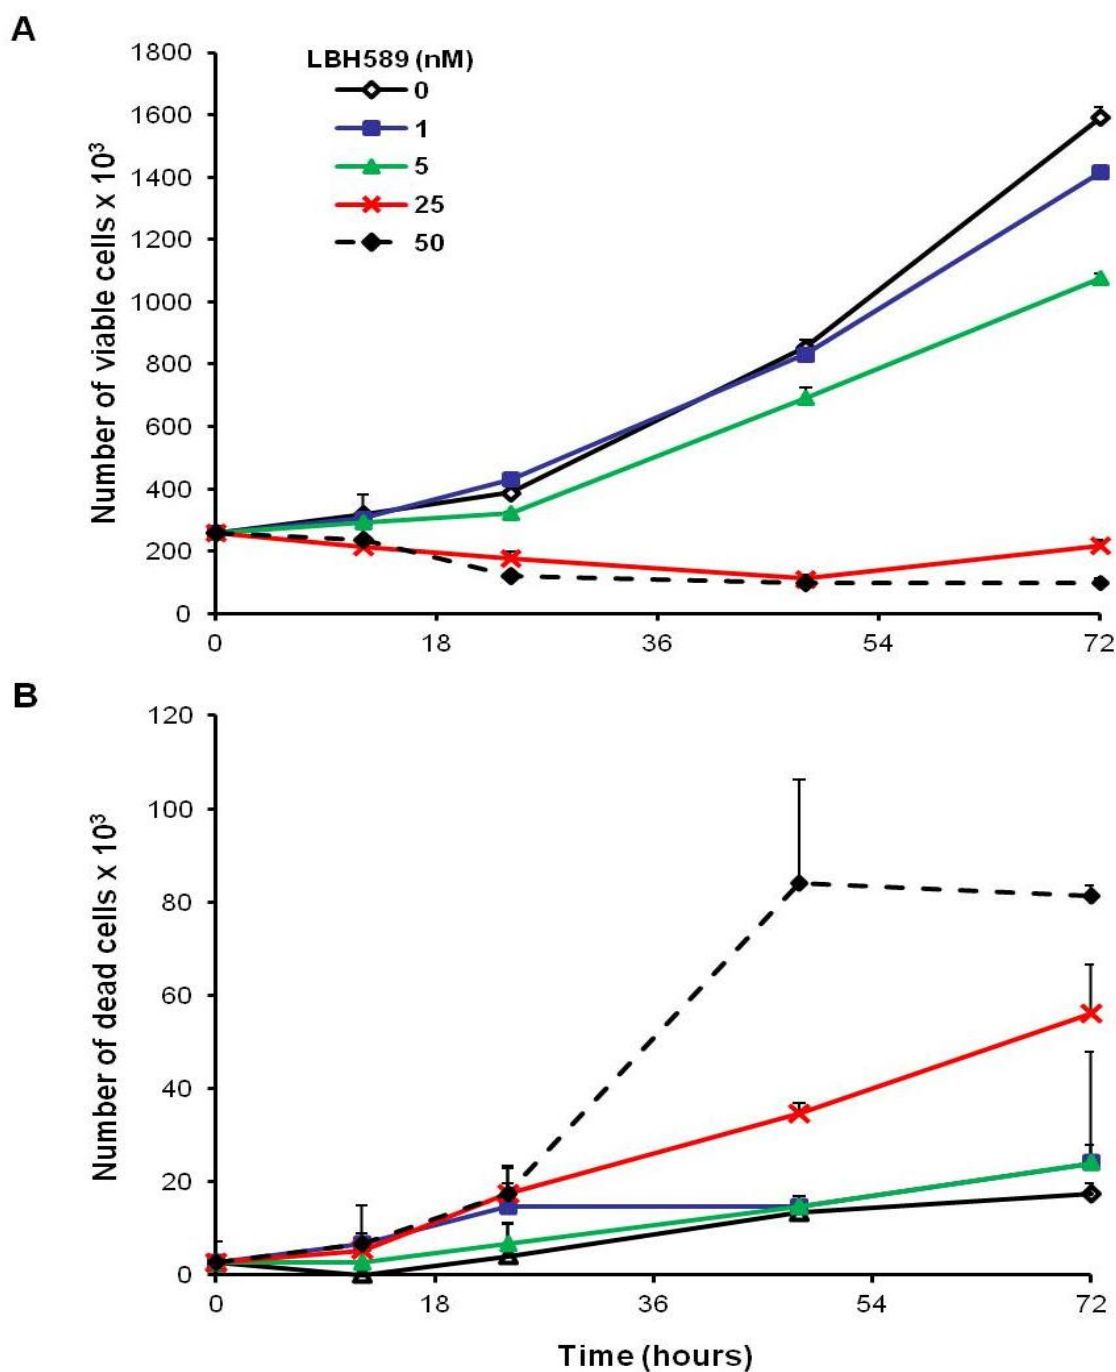 A
Number of viable cells x 10³
1800
1600
1400
1200
1000
800
600
400
200
0
LBH589 (nM)
0
1
5
25
50
0 18 36 54 72
B
Number of dead cells x 10³
120
100
80
60
40
20
0
0 18 36 54 72
Time (hours)